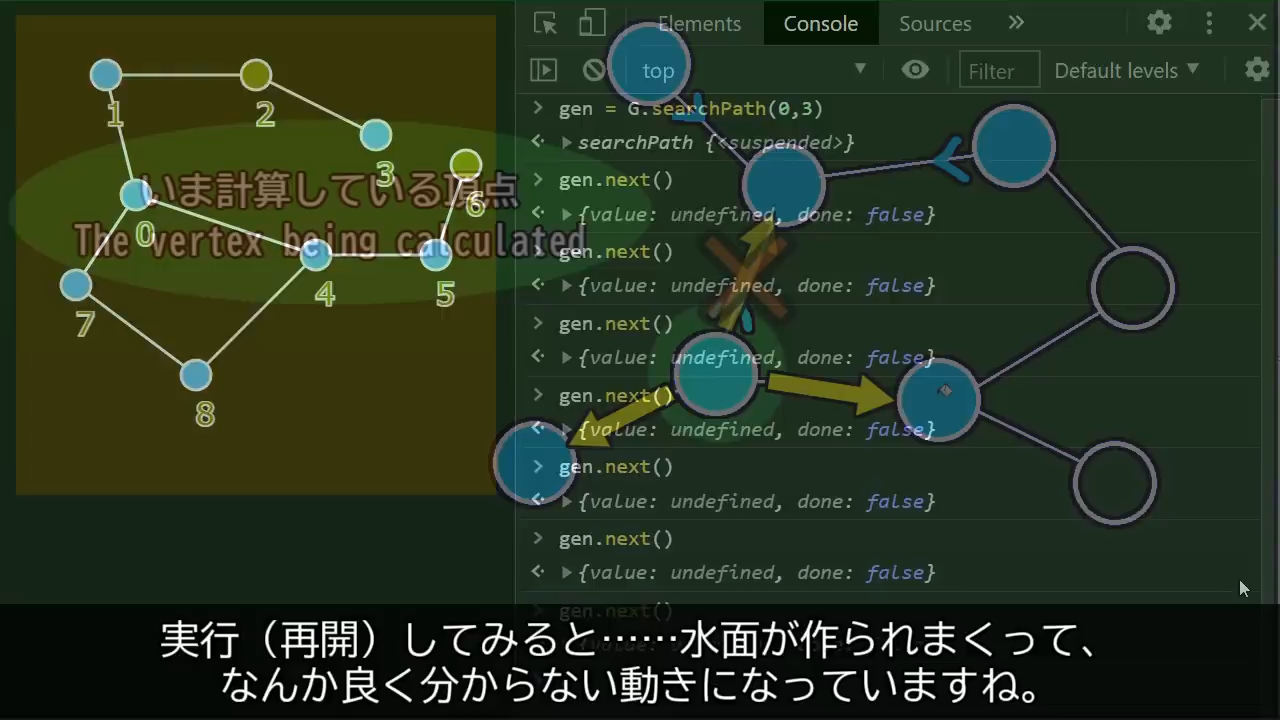 Elements Console Sources »
top Filter Default levels
gen = G.searchPath(0,3)
searchPath {<suspended>}
gen.next()
{value: undefined, done: false}
gen.next()
{value: undefined, done: false}
gen.next()
{value: undefined, done: false}
gen.next()
{value: undefined, done: false}
gen.next()
{value: undefined, done: false}
gen.next()
{value: undefined, done: false}
gen.next()
1
2
3
6
0
4
5
7
8
いま計算している頂点
The vertex being calculated
実行（再開）してみると……水面が作られまくって、
なんか良く分からない動きになっていますね。